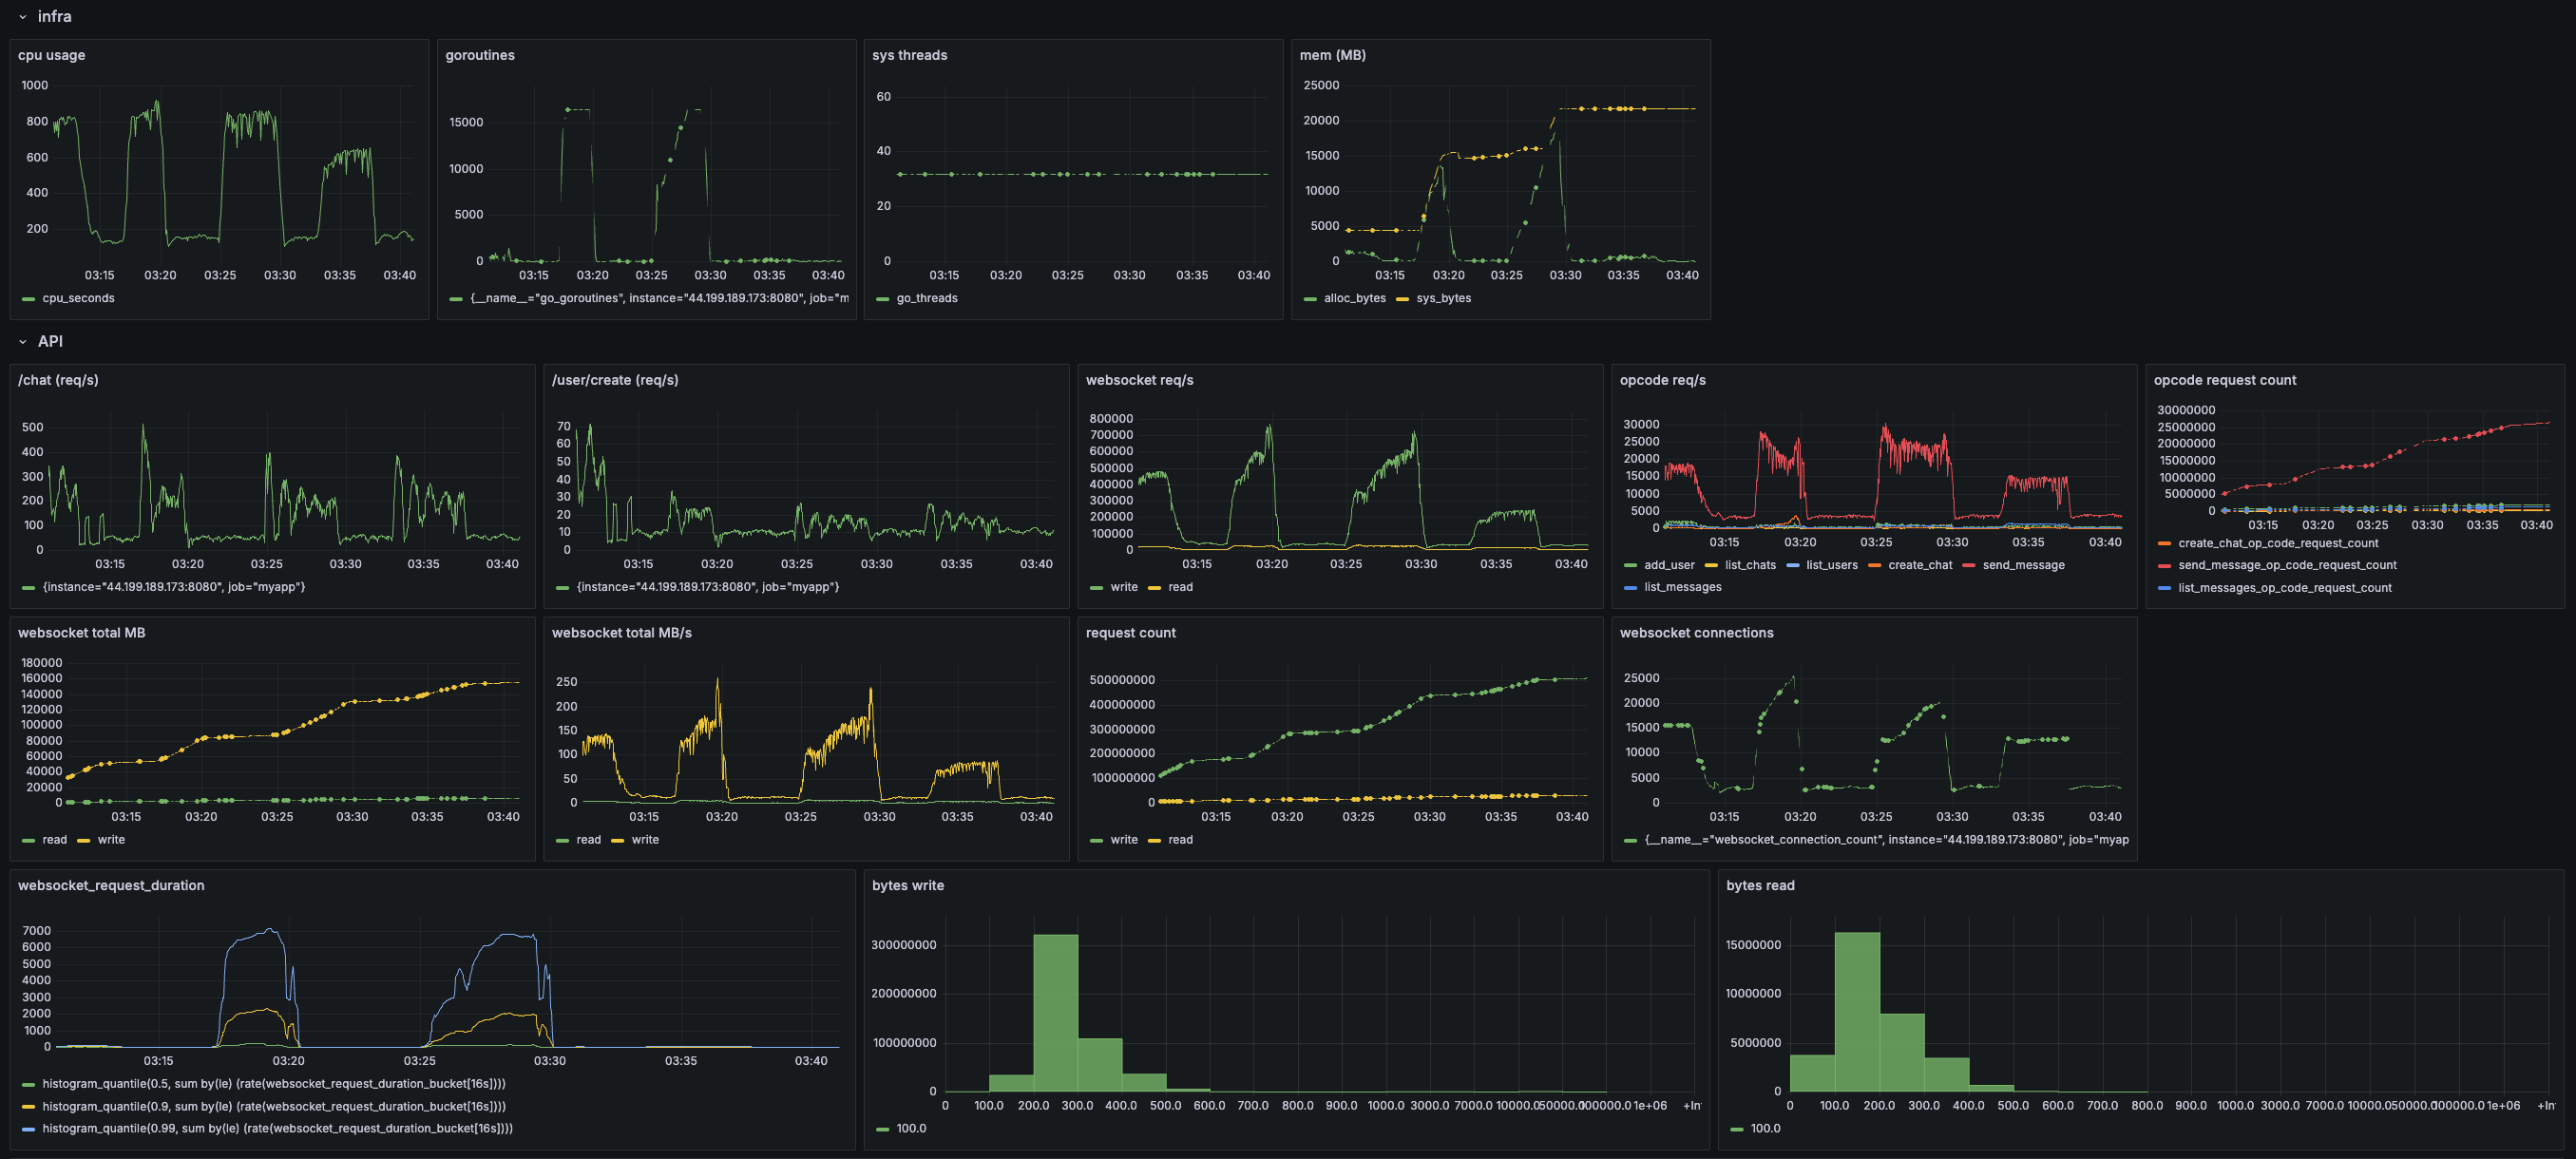 infra
cpu usage
1000
800
600
400
200
03:15 03:20 03:25 03:30 03:35 03:40
cpu_seconds
goroutines
15000
10000
5000
0
03:15 03:20 03:25 03:30 03:35 03:40
{__name__="go_goroutines", instance="44.199.189.173:8080", job="m
sys threads
60
40
20
0
03:15 03:20 03:25 03:30 03:35 03:40
go_threads
mem (MB)
25000
20000
15000
10000
5000
0
03:15 03:20 03:25 03:30 03:35 03:40
alloc_bytes sys_bytes
API
/chat (req/s)
500
400
300
200
100
0
03:15 03:20 03:25 03:30 03:35 03:40
{instance="44.199.189.173:8080", job="myapp"}
/user/create (req/s)
70
60
50
40
30
20
10
0
03:15 03:20 03:25 03:30 03:35 03:40
{instance="44.199.189.173:8080", job="myapp"}
websocket req/s
800000
700000
600000
500000
400000
300000
200000
100000
0
03:15 03:20 03:25 03:30 03:35 03:40
write read
opcode req/s
30000
25000
20000
15000
10000
5000
0
03:15 03:20 03:25 03:30 03:35 03:40
add_user list_chats list_users create_chat send_message
list_messages
opcode request count
30000000
25000000
20000000
15000000
10000000
5000000
0
03:15 03:20 03:25 03:30 03:35 03:40
create_chat_op_code_request_count
send_message_op_code_request_count
list_messages_op_code_request_count
websocket total MB
180000
160000
140000
120000
100000
80000
60000
40000
20000
0
03:15 03:20 03:25 03:30 03:35 03:40
read write
websocket total MB/s
250
200
150
100
50
0
03:15 03:20 03:25 03:30 03:35 03:40
read write
request count
500000000
400000000
300000000
200000000
100000000
0
03:15 03:20 03:25 03:30 03:35 03:40
write read
websocket connections
25000
20000
15000
10000
5000
0
03:15 03:20 03:25 03:30 03:35 03:40
{__name__="websocket_connection_count", instance="44.199.189.173:8080", job="myap
websocket_request_duration
7000
6000
5000
4000
3000
2000
1000
0
03:15 03:20 03:25 03:30 03:35 03:40
histogram_quantile(0.5, sum by(le) (rate(websocket_request_duration_bucket[16s])))
histogram_quantile(0.9, sum by(le) (rate(websocket_request_duration_bucket[16s])))
histogram_quantile(0.99, sum by(le) (rate(websocket_request_duration_bucket[16s])))
bytes write
300000000
200000000
100000000
0
0 100.0 200.0 300.0 400.0 500.0 600.0 700.0 800.0 900.0 1000.0 3000.0 7000.0 10000.0 50000.0 100000.0 1e+06 +In
100.0
bytes read
15000000
10000000
5000000
0
0 100.0 200.0 300.0 400.0 500.0 600.0 700.0 800.0 900.0 1000.0 3000.0 7000.0 10000.0 50000.0 100000.0 1e+06 +In
100.0